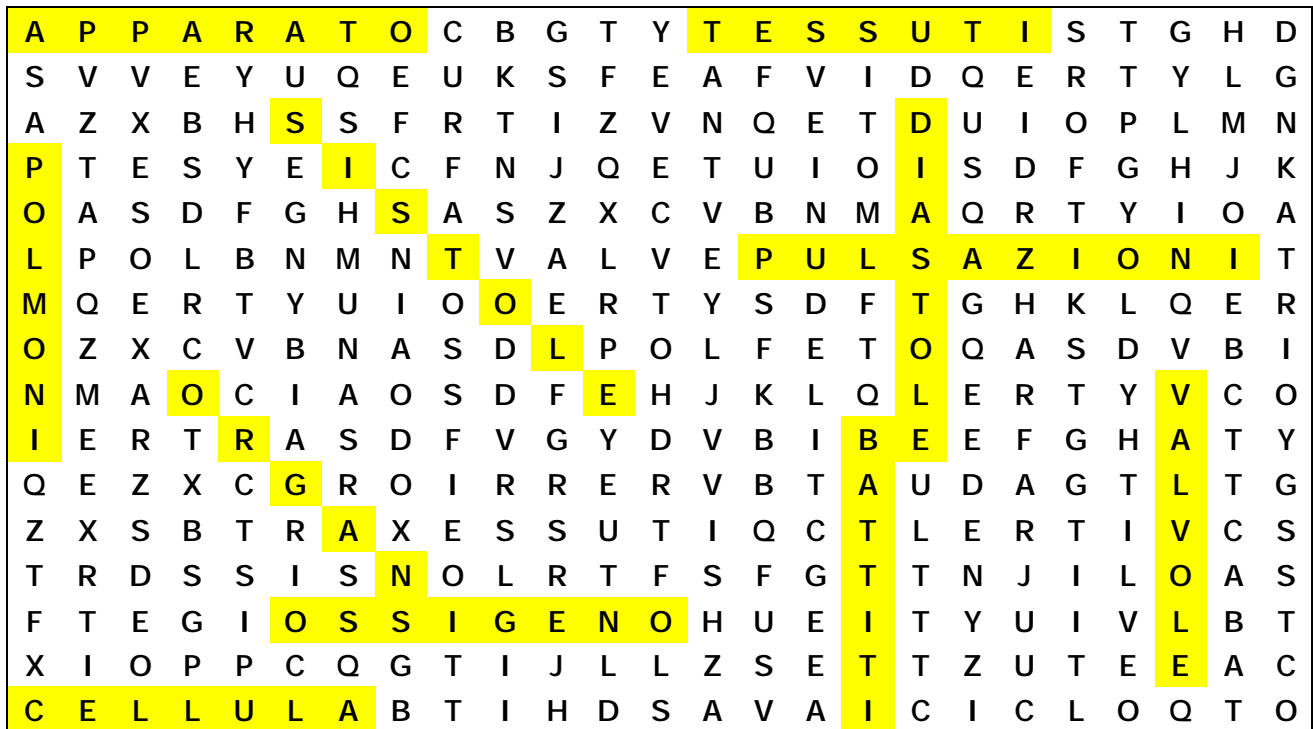 A P P A R A T O C B G T Y T E S S U T I S T G H D
S V V E Y U Q E U K S F E A F V I D Q E R T Y L G
A Z X B H S S F R T I Z V N Q E T D U I O P L M N
P T E S Y E I C F N J Q E T U I O I S D F G H J K
O A S D F G H S A S Z X C V B N M A Q R T Y I O A
L P O L B N M N T V A L V E P U L S A Z I O N I T
M Q E R T Y U I O O E R T Y S D F T G H K L Q E R
O Z X C V B N A S D L P O L F E T O Q A S D V B I
N M A O C I A O S D F E H J K L Q L E R T Y V C O
I E R T R A S D F V G Y D V B I B E E F G H A T Y
Q E Z X C G R O I R R E R V B T A U D A G T L T G
Z X S B T R A X E S S U T I Q C T L E R T I V C S
T R D S S I S N O L R T F S F G T T N J I L O A S
F T E G I O S S I G E N O H U E I T Y U I V L B T
X I O P P C Q G T I J L L Z S E T T Z U T E E A C
C E L L U L A B T I H D S A V A I C I C L O Q T O